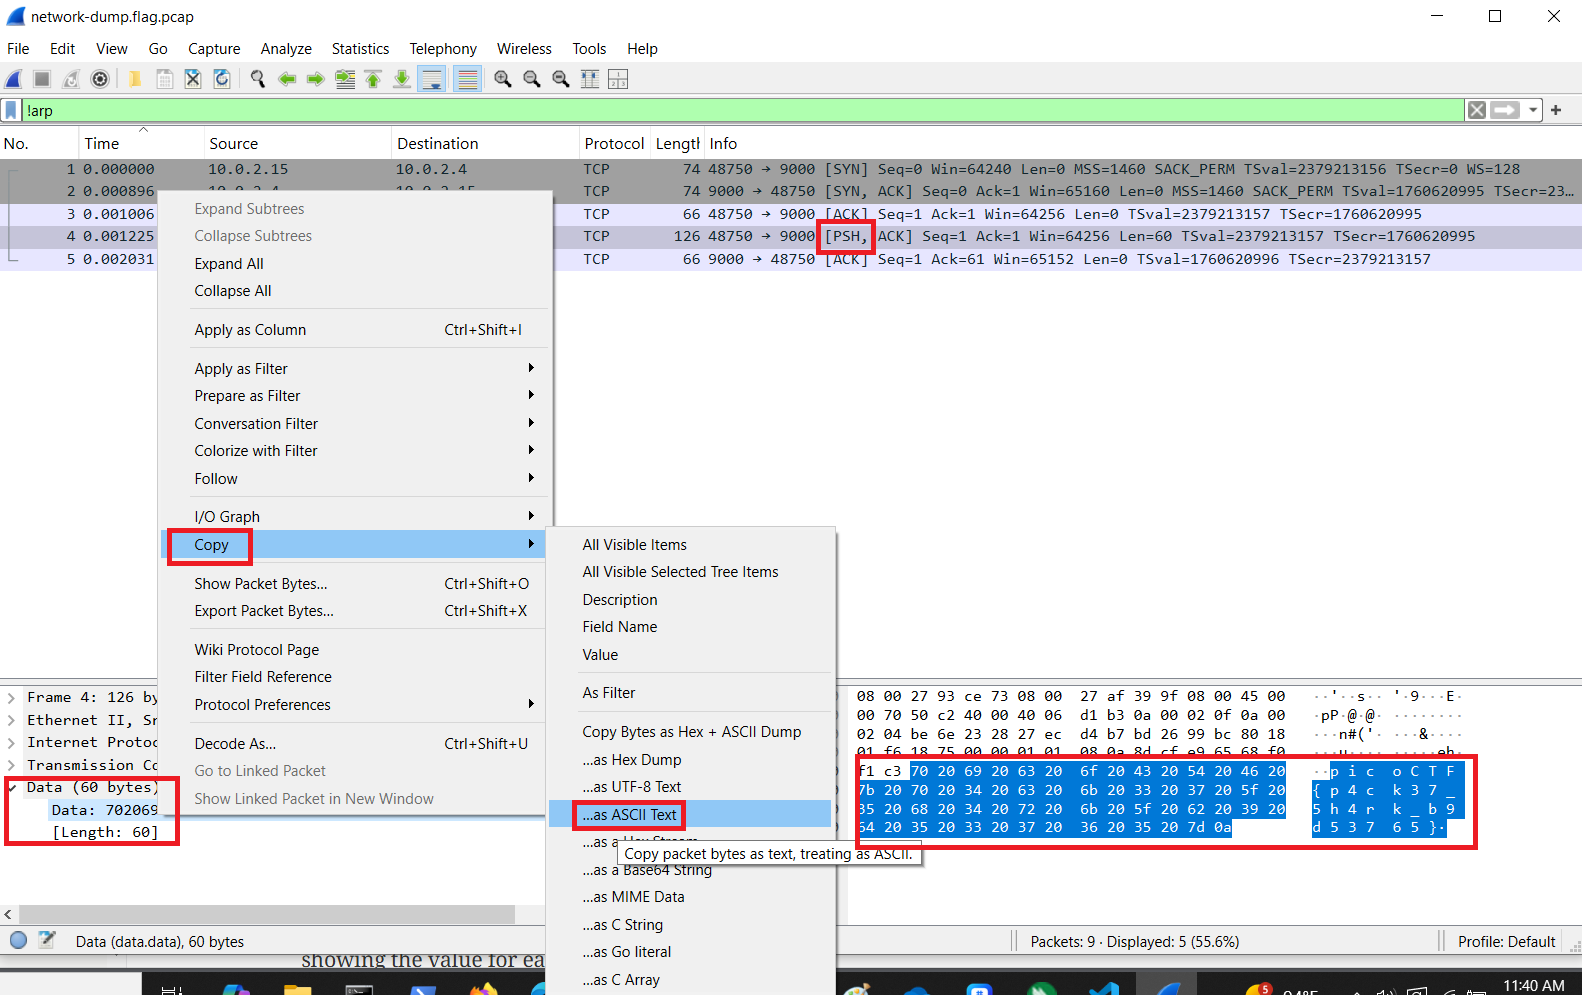 network-dump.flag.pcap
File Edit View Go Capture Analyze Statistics Telephony Wireless Tools Help
!arp
No. Time Source Destination Protocol Length Info
1 0.000000 10.0.2.15 10.0.2.4 TCP 74 48750 → 9000 [SYN] Seq=0 Win=64240 Len=0 MSS=1460 SACK_PERM TSval=2379213156 TSecr=0 WS=128
2 0.000896 10.0.2.4 10.0.2.15 TCP 74 9000 → 48750 [SYN, ACK] Seq=0 Ack=1 Win=65160 Len=0 MSS=1460 SACK_PERM TSval=1760620995 TSecr=23…
3 0.001006 TCP 66 48750 → 9000 [ACK] Seq=1 Ack=1 Win=64256 Len=0 TSval=2379213157 TSecr=1760620995
4 0.001225 TCP 126 48750 → 9000 [PSH, ACK] Seq=1 Ack=1 Win=64256 Len=60 TSval=2379213157 TSecr=1760620995
5 0.002031 TCP 66 9000 → 48750 [ACK] Seq=1 Ack=61 Win=65152 Len=0 TSval=1760620996 TSecr=2379213157
Expand Subtrees
Collapse Subtrees
Expand All
Collapse All
Apply as Column Ctrl+Shift+I
Apply as Filter
Prepare as Filter
Conversation Filter
Colorize with Filter
Follow
I/O Graph
Copy
Show Packet Bytes... Ctrl+Shift+O
Export Packet Bytes... Ctrl+Shift+X
Wiki Protocol Page
Filter Field Reference
Protocol Preferences
Decode As... Ctrl+Shift+U
Go to Linked Packet
Show Linked Packet in New Window
All Visible Items
All Visible Selected Tree Items
Description
Field Name
Value
As Filter
Copy Bytes as Hex + ASCII Dump
...as Hex Dump
...as UTF-8 Text
...as ASCII Text
...as a Hex Stream
Copy packet bytes as text, treating as ASCII.
...as a Base64 String
...as MIME Data
...as C String
...as Go literal
...as C Array
Frame 4: 126 by
Ethernet II, Sr
Internet Protoc
Transmission Co
Data (60 bytes)
Data: 702069
[Length: 60]
08 00 27 93 ce 73 08 00 27 af 39 9f 08 00 45 00 ··'··s·· '·9···E·
00 70 50 c2 40 00 40 06 d1 b3 0a 00 02 0f 0a 00 ·pP·@·@· ········
02 04 be 6e 23 28 27 ec d4 b7 bd 26 99 bc 80 18 ···n#('· ···&····
01 f6 18 75 00 00 01 01 08 0a 8d cf e9 65 68 f0 ···u···· ·····eh·
f1 c3 70 20 69 20 63 20 6f 20 43 20 54 20 46 20 ··p i c o C T F
7b 20 70 20 34 20 63 20 6b 20 33 20 37 20 5f 20 { p 4 c k 3 7 _
35 20 68 20 34 20 72 20 6b 20 5f 20 62 20 39 20 5 h 4 r k _ b 9
64 20 35 20 33 20 37 20 36 20 35 20 7d 0a d 5 3 7 6 5 }·
Data (data.data), 60 bytes
Packets: 9 · Displayed: 5 (55.6%)
Profile: Default
showing the value for ea
5
11:40 AM